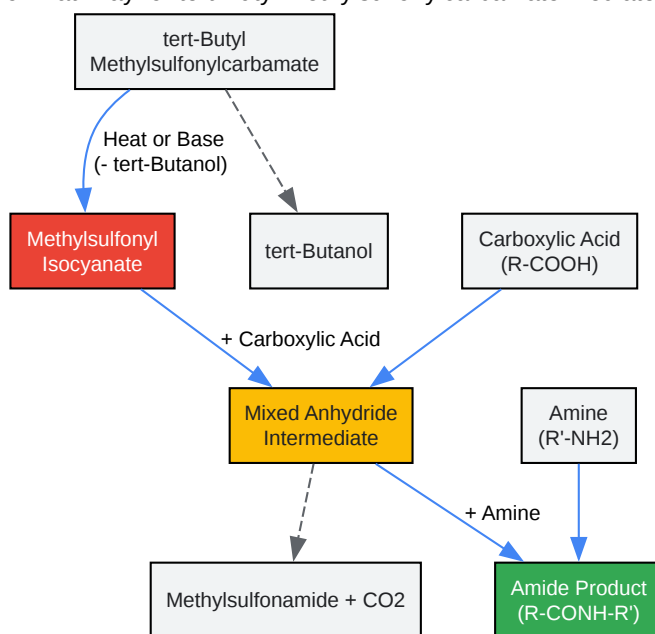 tert-Butyl
Methylsulfonylcarbamate
Heat or Base
(- tert-Butanol)
Methylsulfonyl
Isocyanate
tert-Butanol
Carboxylic Acid
(R-COOH)
+ Carboxylic Acid
Mixed Anhydride
Intermediate
Amine
(R'-NH2)
+ Amine
Methylsulfonamide + CO2
Amide Product
(R-CONH-R')